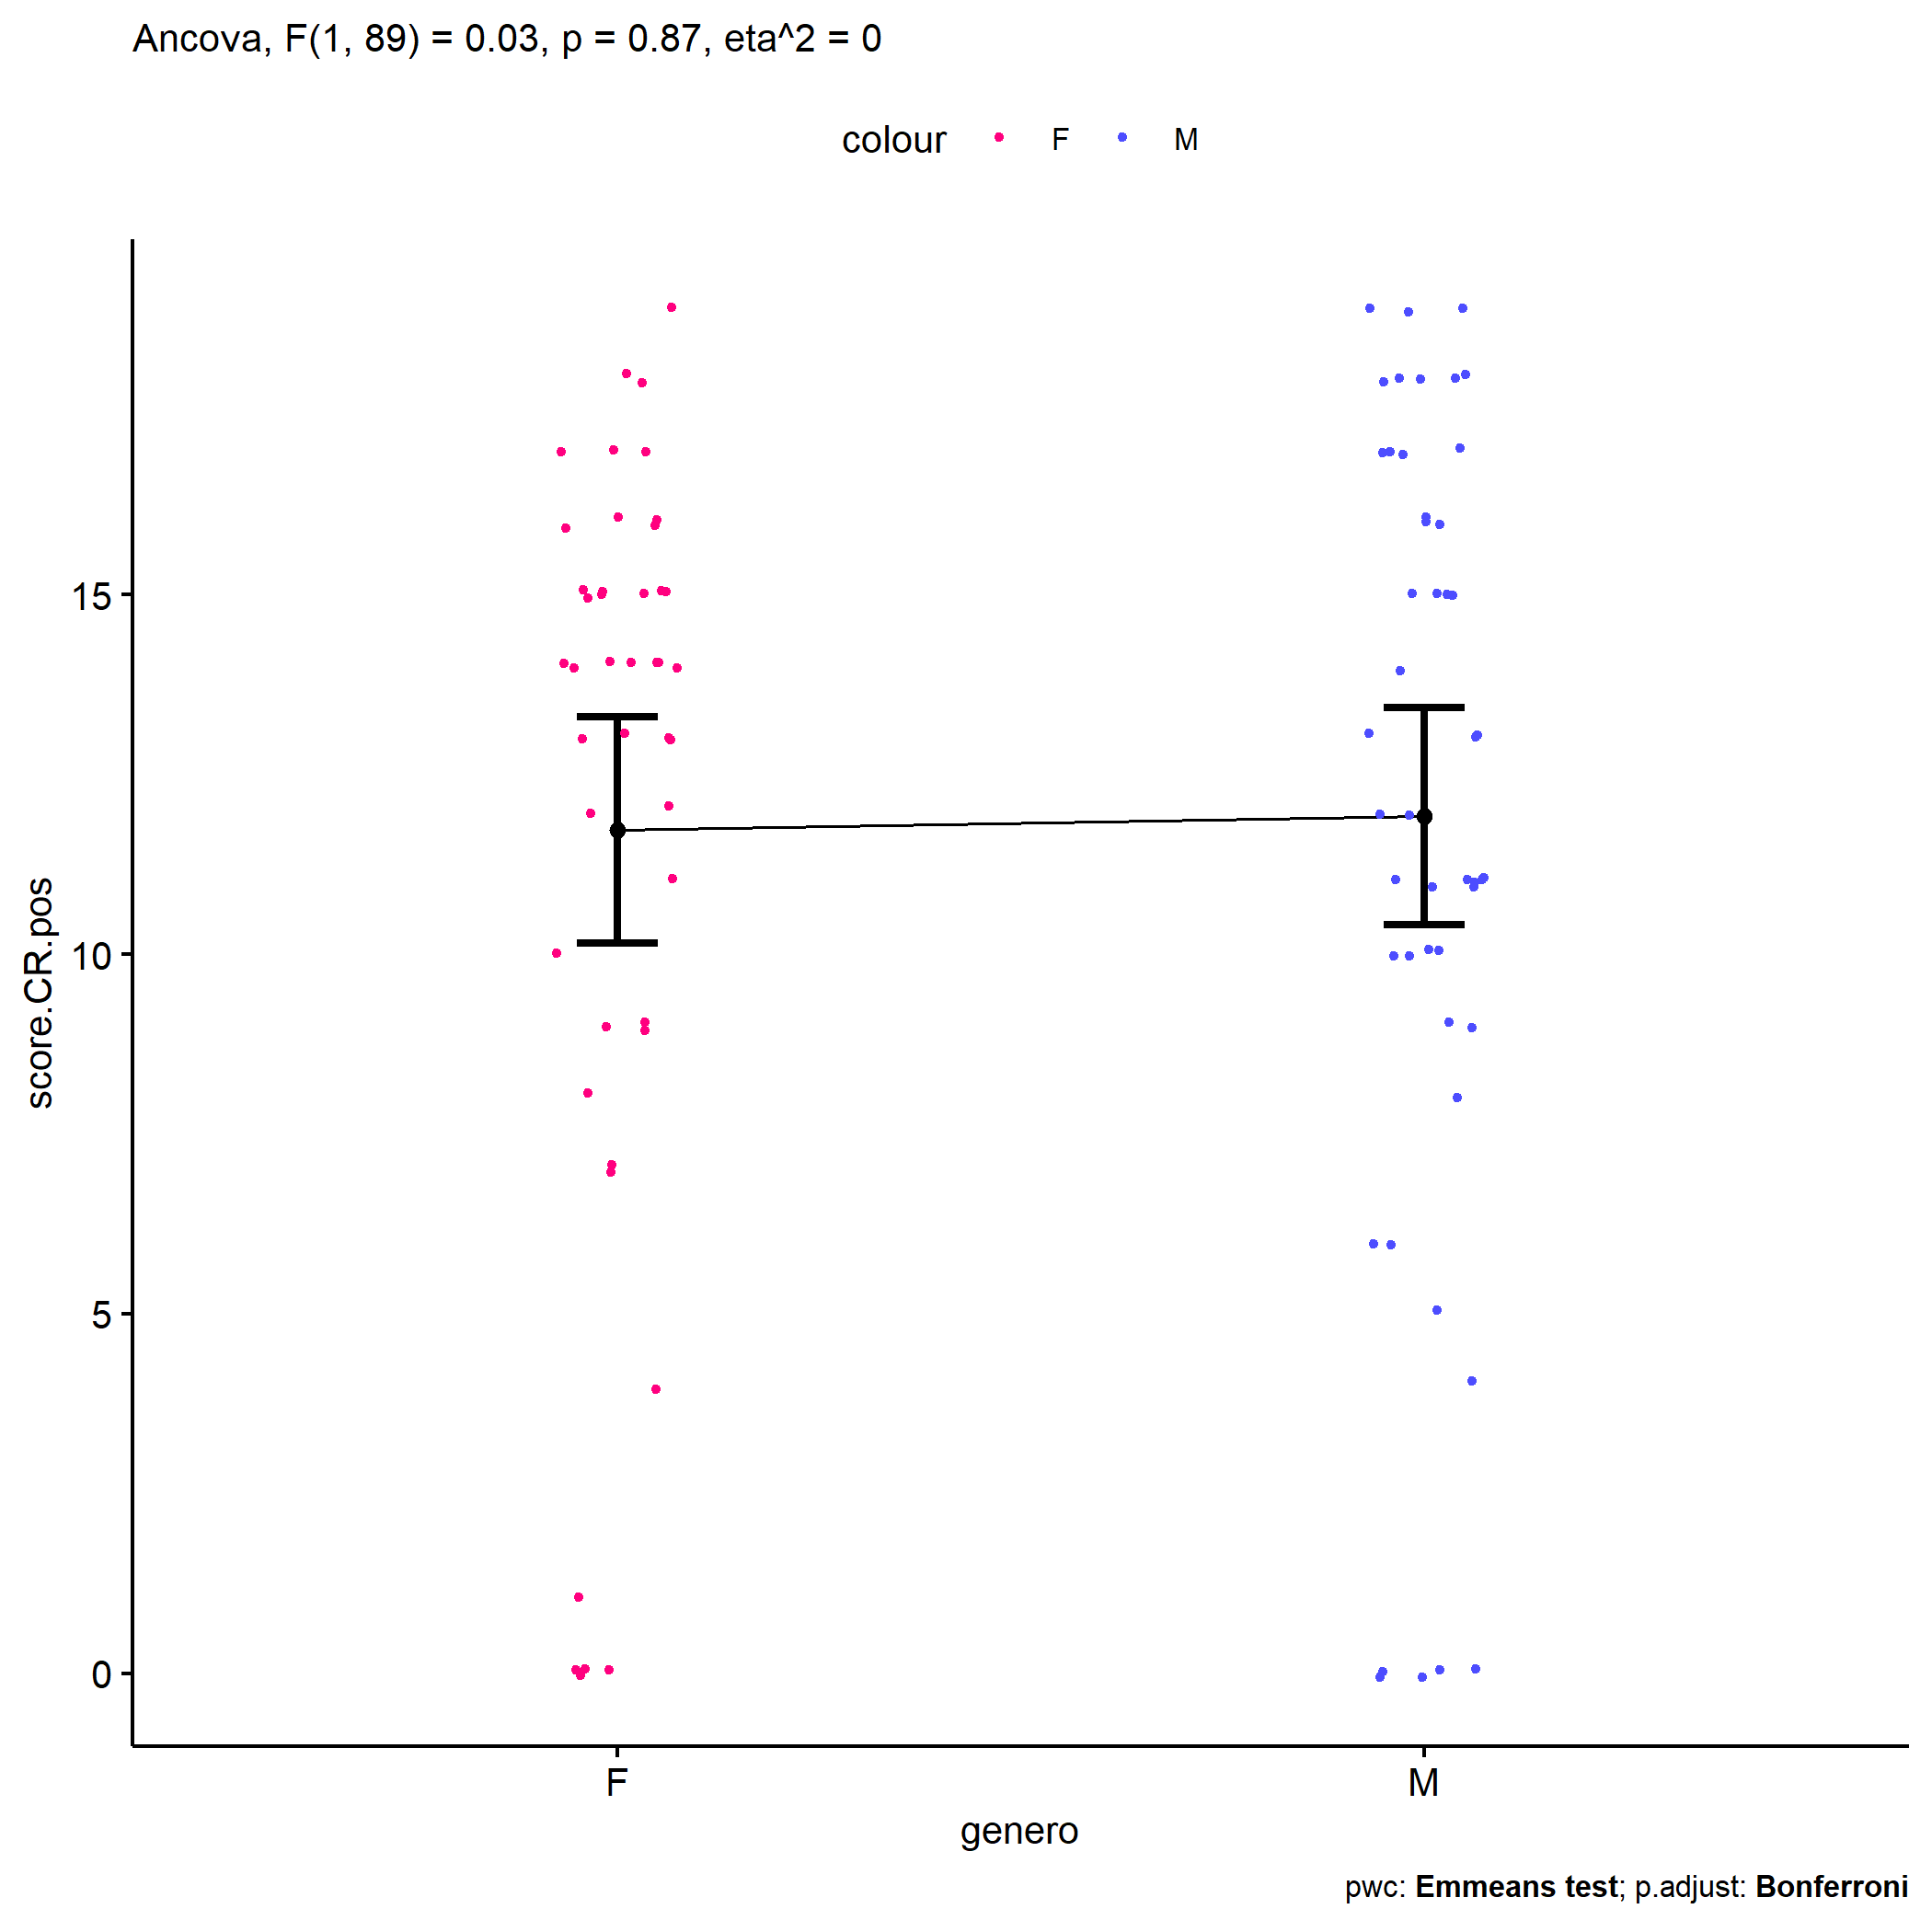 Ancova, F(1, 89) = 0.03, p = 0.87, eta^2 = 0
colour F M
score.CR.pos
15
10
5
0
F M
genero
pwc: Emmeans test; p.adjust: Bonferroni